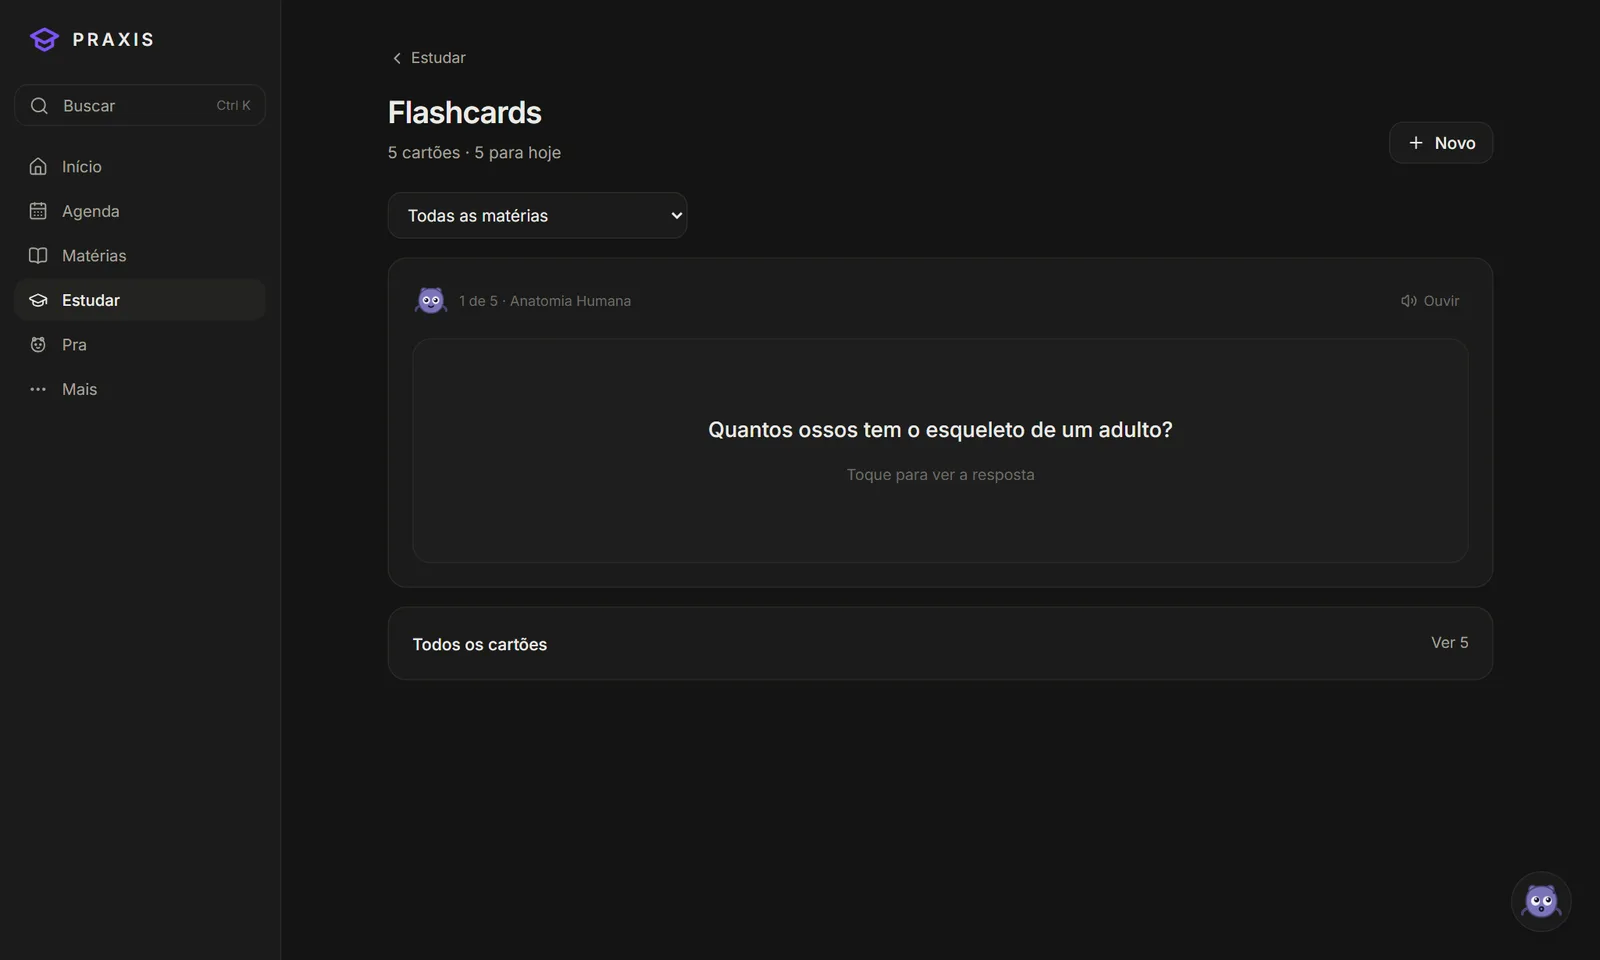 PRAXIS
Buscar Ctrl K
Início
Agenda
Matérias
Estudar
Pra
Mais
Estudar
Flashcards
5 cartões · 5 para hoje
Novo
Todas as matérias
1 de 5 · Anatomia Humana
Ouvir
Quantos ossos tem o esqueleto de um adulto?
Toque para ver a resposta
Todos os cartões
Ver 5